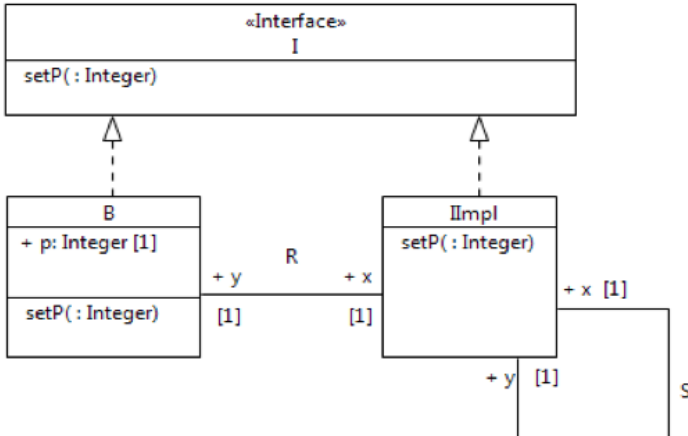 «Interface»
I
setP( : Integer)
B
+ p: Integer [1]
setP( : Integer)
IImpl
setP( : Integer)
R
+ y
+ x
[1]
[1]
+ x [1]
+ y [1]
S